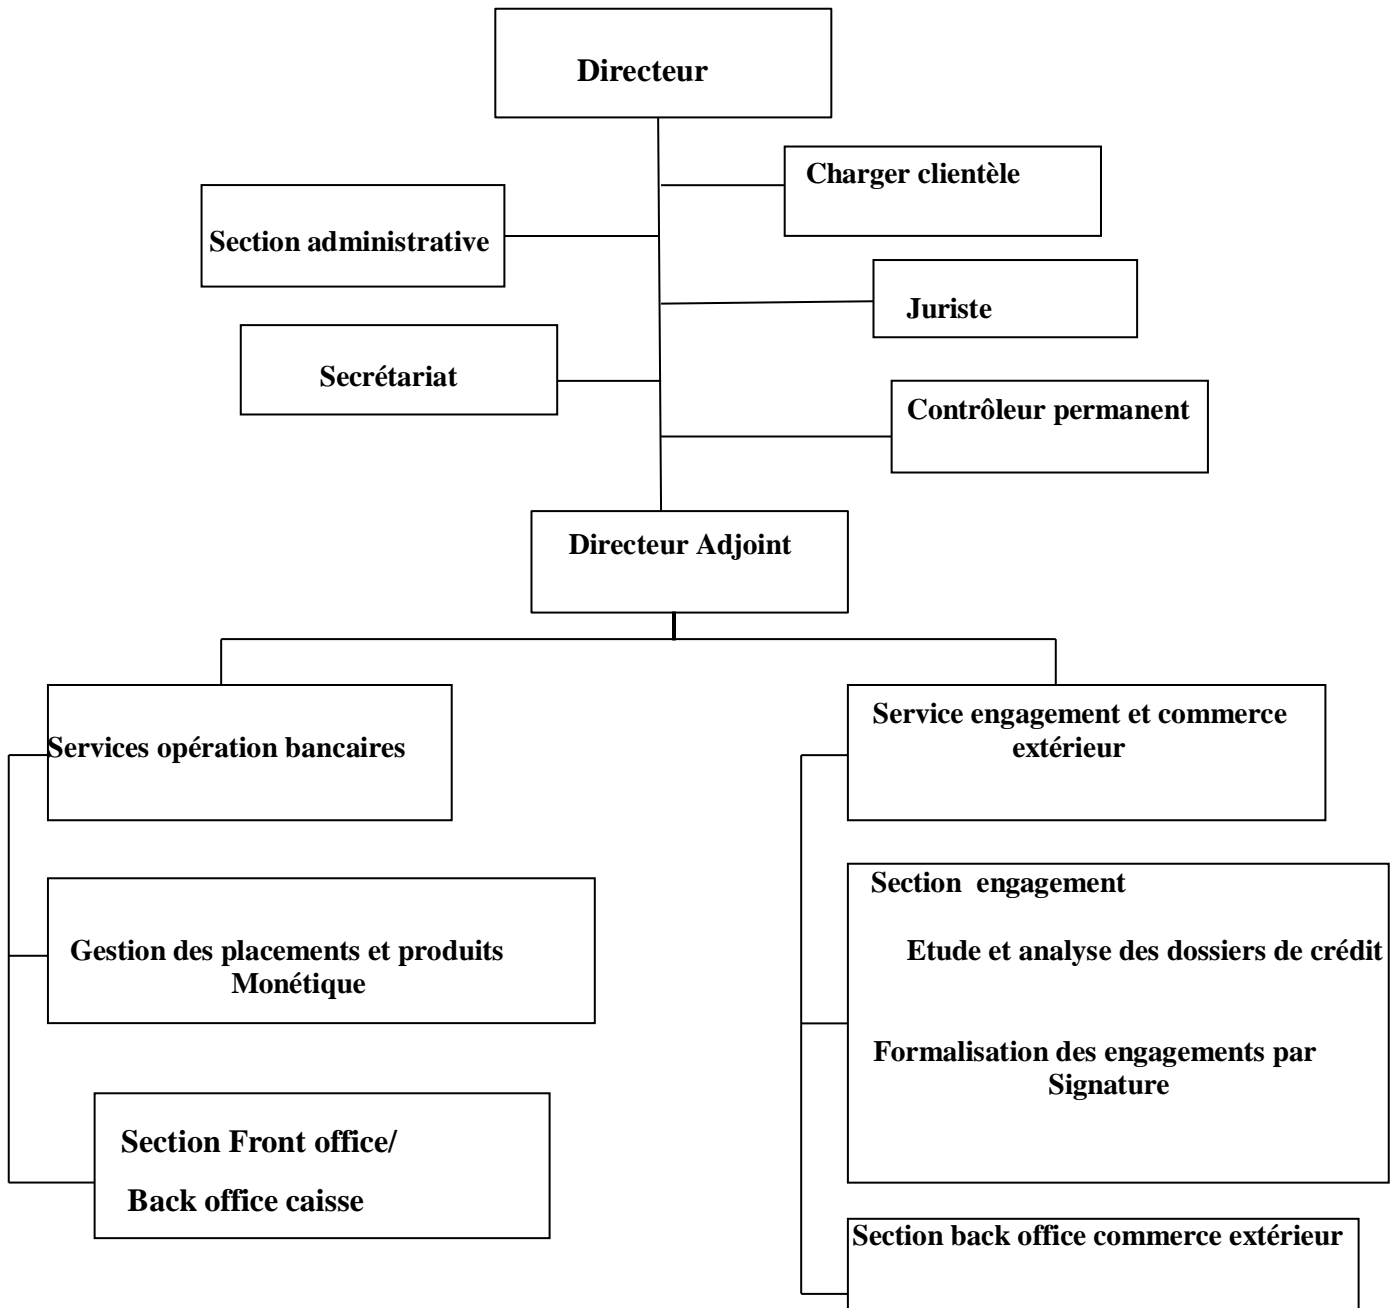 Directeur
Charger clientèle
Section administrative
Juriste
Secrétariat
Contrôleur permanent
Directeur Adjoint
Services opération bancaires
Service engagement et commerce
extérieur
Gestion des placements et produits
Monétique
Section engagement
Etude et analyse des dossiers de crédit
Formalisation des engagements par
Signature
Section Front office/
Back office caisse
Section back office commerce extérieur